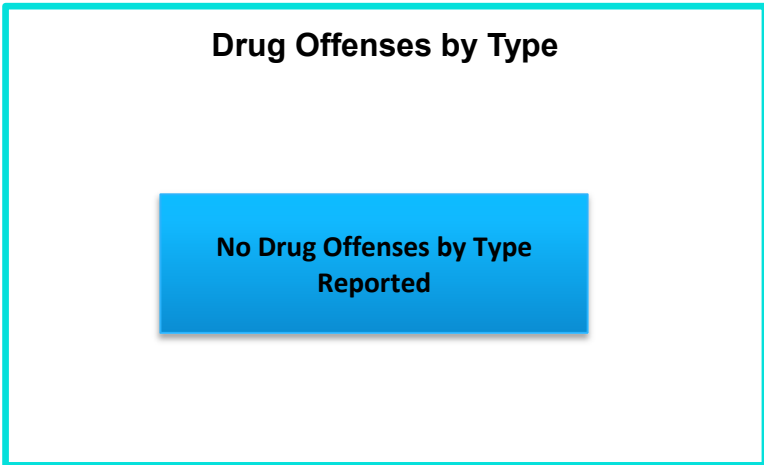 Drug Offenses by Type
No Drug Offenses by Type
Reported